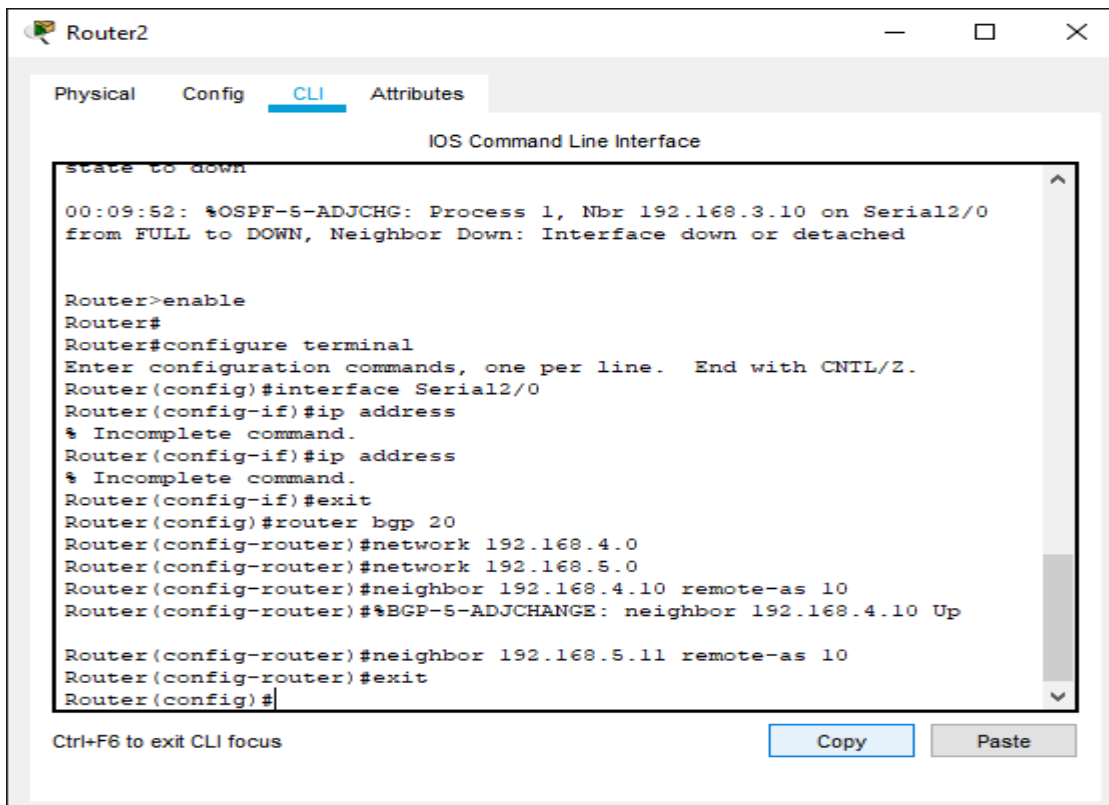 Router2
Physical Config CLI Attributes
IOS Command Line Interface
state to down
00:09:52: %OSPF-5-ADJCHG: Process 1, Nbr 192.168.3.10 on Serial2/0
from FULL to DOWN, Neighbor Down: Interface down or detached
Router>enable
Router#
Router#configure terminal
Enter configuration commands, one per line.  End with CNTL/Z.
Router(config)#interface Serial2/0
Router(config-if)#ip address
% Incomplete command.
Router(config-if)#ip address
% Incomplete command.
Router(config-if)#exit
Router(config)#router bgp 20
Router(config-router)#network 192.168.4.0
Router(config-router)#network 192.168.5.0
Router(config-router)#neighbor 192.168.4.10 remote-as 10
Router(config-router)#%BGP-5-ADJCHANGE: neighbor 192.168.4.10 Up
Router(config-router)#neighbor 192.168.5.11 remote-as 10
Router(config-router)#exit
Router(config)#
Ctrl+F6 to exit CLI focus
Copy Paste